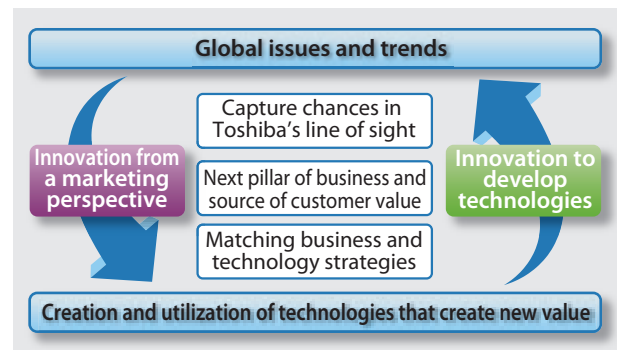 Global issues and trends
Capture chances in
Toshiba's line of sight
Innovation from
a marketing
perspective
Next pillar of business and
source of customer value
Innovation to
develop
technologies
Matching business and
technology strategies
Creation and utilization of technologies that create new value